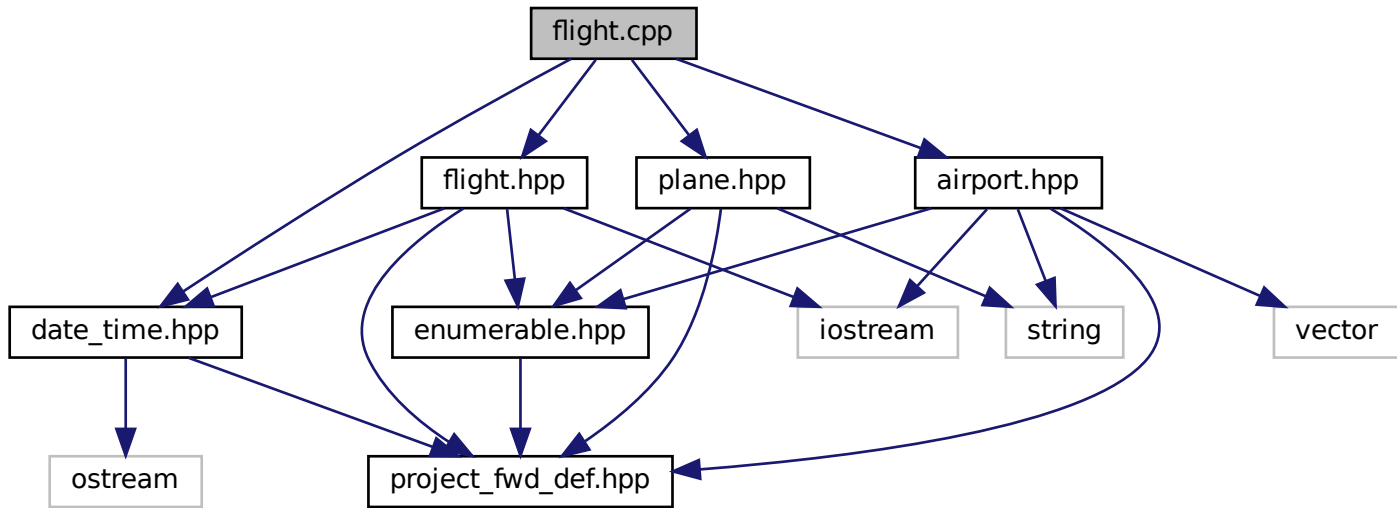 flight.cpp
flight.hpp
plane.hpp
airport.hpp
date_time.hpp
enumerable.hpp
iostream
string
vector
ostream
project_fwd_def.hpp